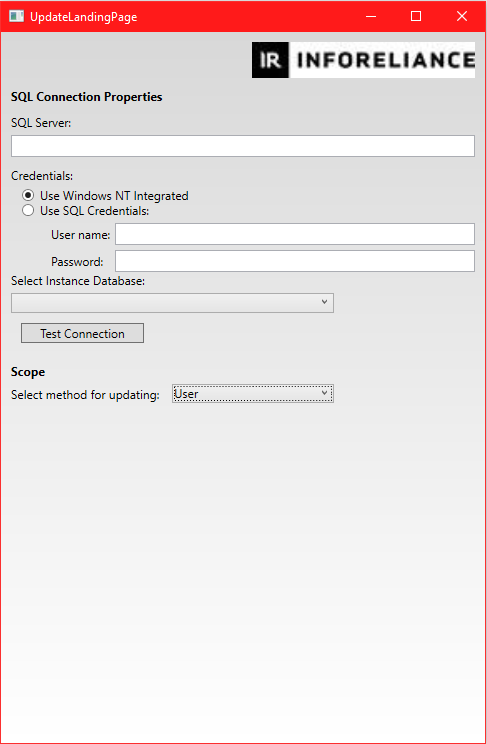 UpdateLandingPage
IR INFORELIANCE
SQL Connection Properties
SQL Server:
Credentials:
Use Windows NT Integrated
Use SQL Credentials:
User name:
Password:
Select Instance Database:
Test Connection
Scope
Select method for updating: User